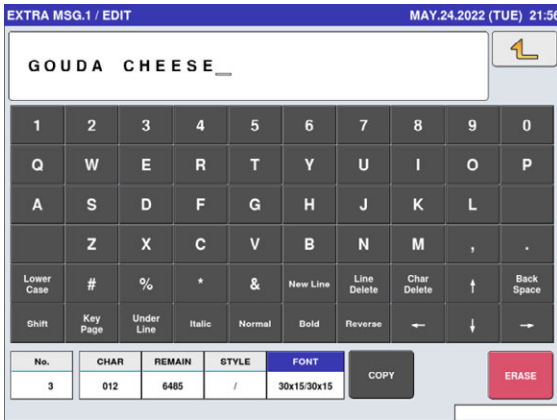 EXTRA MSG.1 / EDIT MAY.24.2022 (TUE) 21:56
GOUDA CHEESE_
1 2 3 4 5 6 7 8 9 0
Q W E R T Y U I O P
A S D F G H J K L
Z X C V B N M , .
Lower Case # % * & New Line Line Delete Char Delete ↑ Back Space
Shift Key Page Under Line Italic Normal Bold Reverse ← ↓ →
No. CHAR REMAIN STYLE FONT
3 012 6485 / 30x15/30x15
COPY ERASE